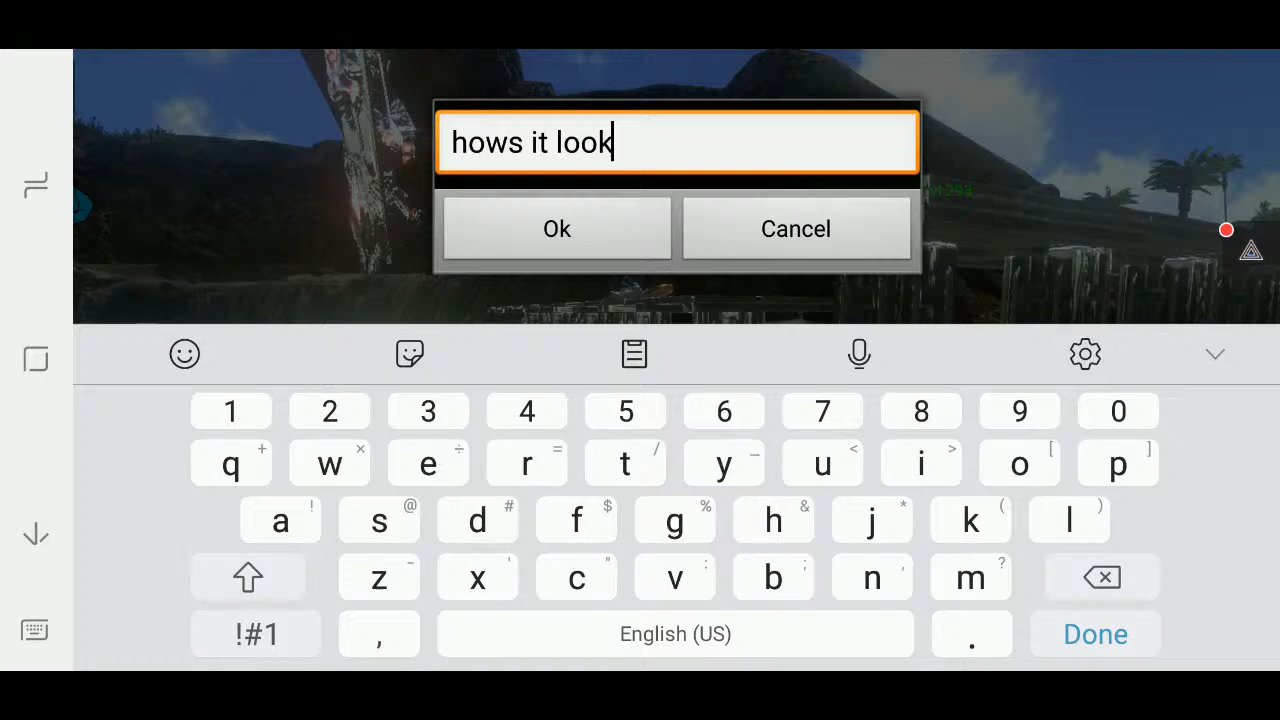 hows it look
Ok Cancel
1 2 3 4 5 6 7 8 9 0
q + w × e ÷ r = t / y _ u < i > o [ p ]
a ! s @ d # f $ g % h & j * k ( l )
z - x ' c " v : b ; n , m ?
!#1 , English (US) . Done